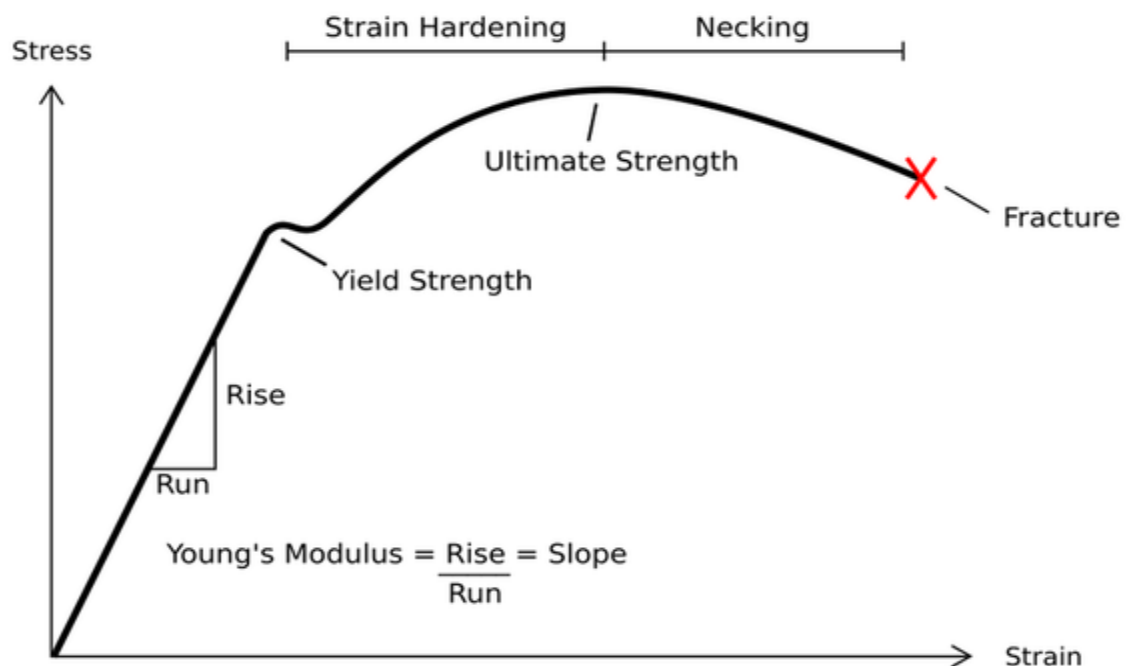 Strain Hardening
Necking
Stress
Ultimate Strength
Fracture
Yield Strength
Rise
Run
Young's Modulus = Rise = Slope
Run
Strain